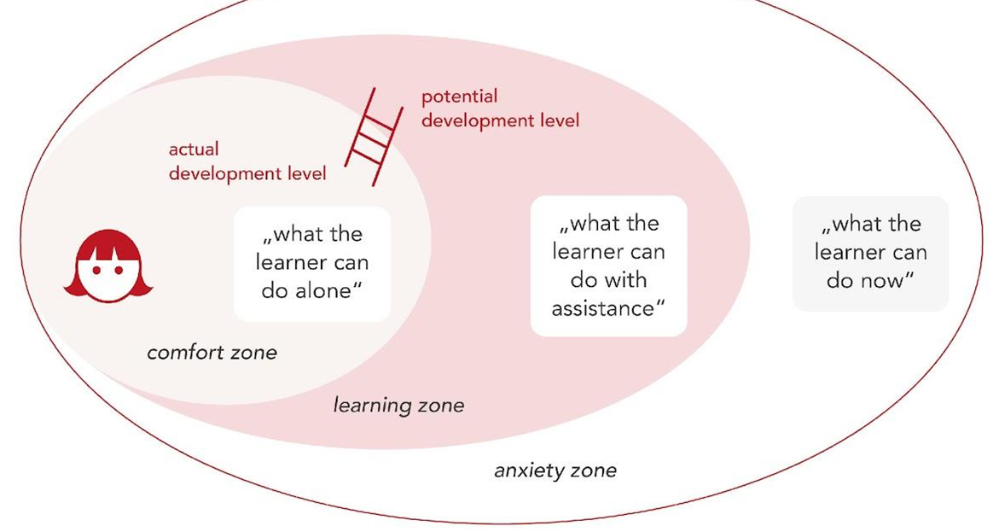 potential
development level
actual
development level
„what the
learner can
do alone“
„what the
learner can
do with
assistance“
„what the
learner can
do now“
comfort zone
learning zone
anxiety zone